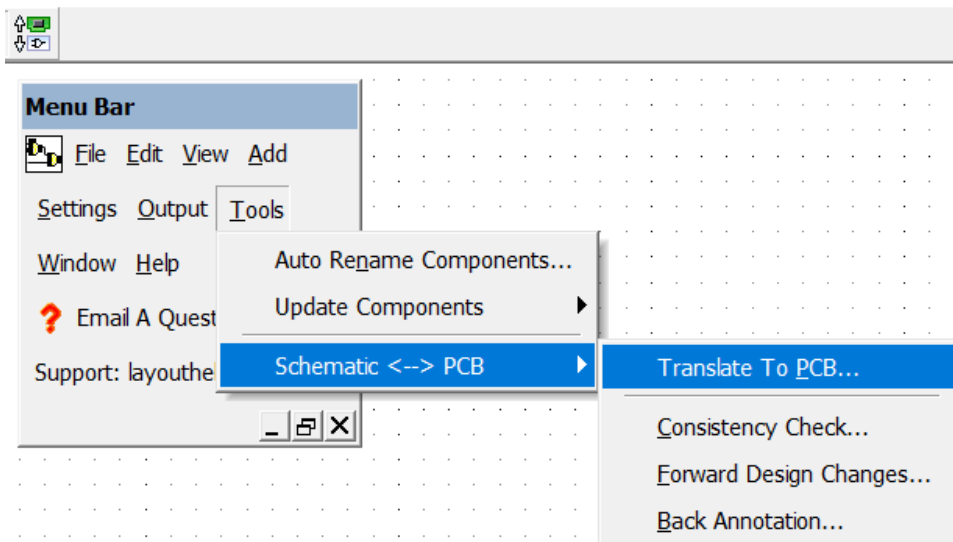 Menu Bar
File Edit View Add
Settings Output Tools
Window Help
Email A Quest
Support: layouthe
Auto Rename Components...
Update Components
Schematic <--> PCB
Translate To PCB...
Consistency Check...
Forward Design Changes...
Back Annotation...